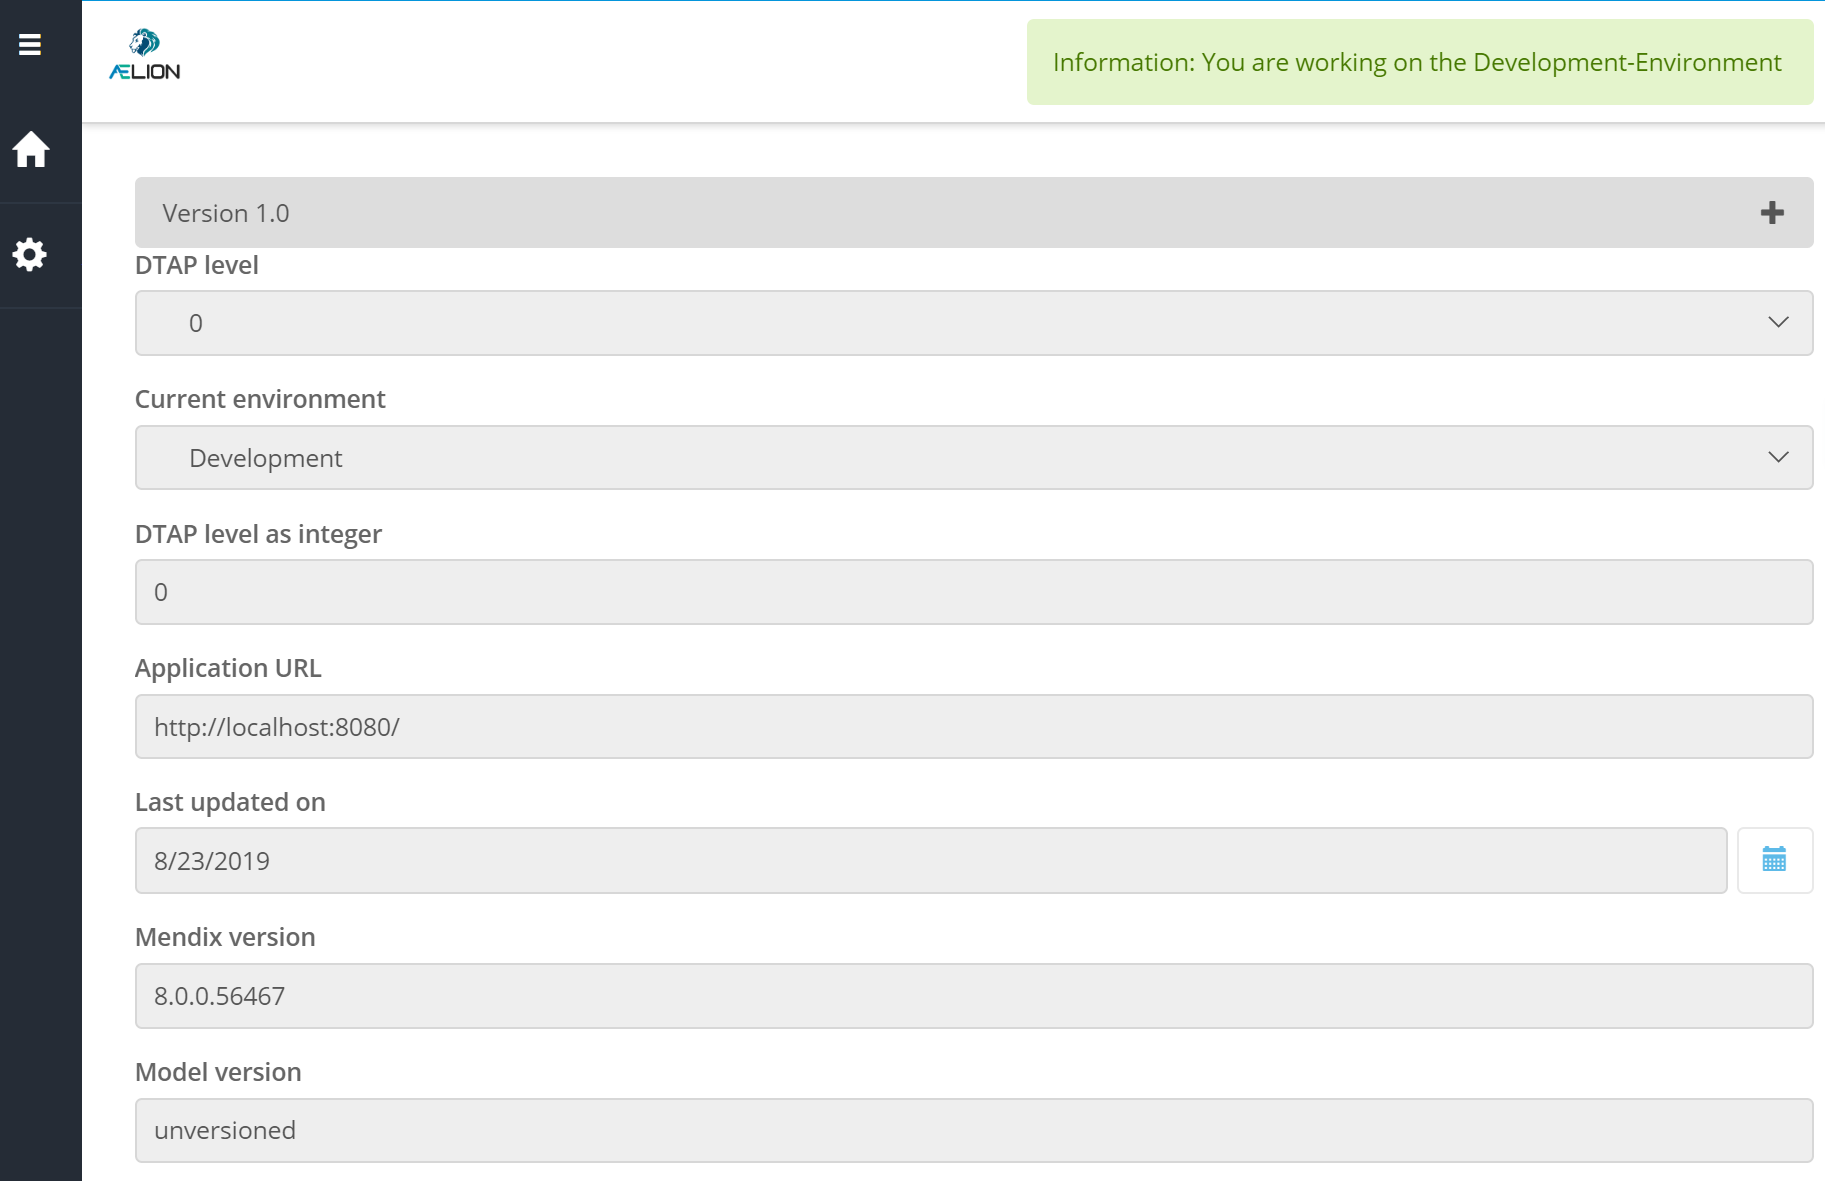 ÆLION
Information: You are working on the Development-Environment
Version 1.0
DTAP level
0
Current environment
Development
DTAP level as integer
0
Application URL
http://localhost:8080/
Last updated on
8/23/2019
Mendix version
8.0.0.56467
Model version
unversioned